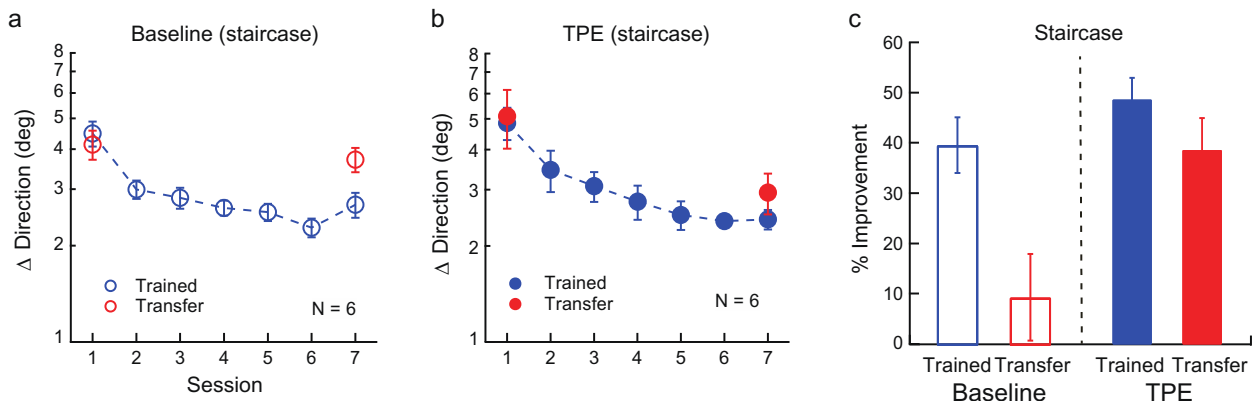 a
Baseline (staircase)
Δ Direction (deg)
8
7
6
5
4
3
2
1
Trained
Transfer
N = 6
1 2 3 4 5 6 7
Session
b
TPE (staircase)
Δ Direction (deg)
8
7
6
5
4
3
2
1
Trained
Transfer
N = 6
1 2 3 4 5 6 7
c
Staircase
% Improvement
60
50
40
30
20
10
0
Trained Transfer Trained Transfer
Baseline TPE